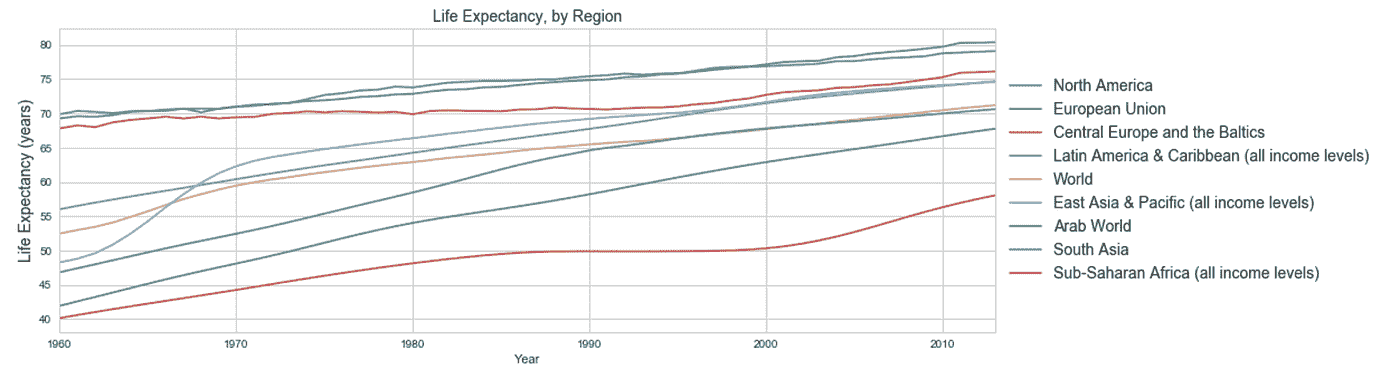 Life Expectancy, by Region
Life Expectancy (years)
80
75
70
65
60
55
50
45
40
1960
1970
1980
1990
2000
2010
Year
North America
European Union
Central Europe and the Baltics
Latin America & Caribbean (all income levels)
World
East Asia & Pacific (all income levels)
Arab World
South Asia
Sub-Saharan Africa (all income levels)